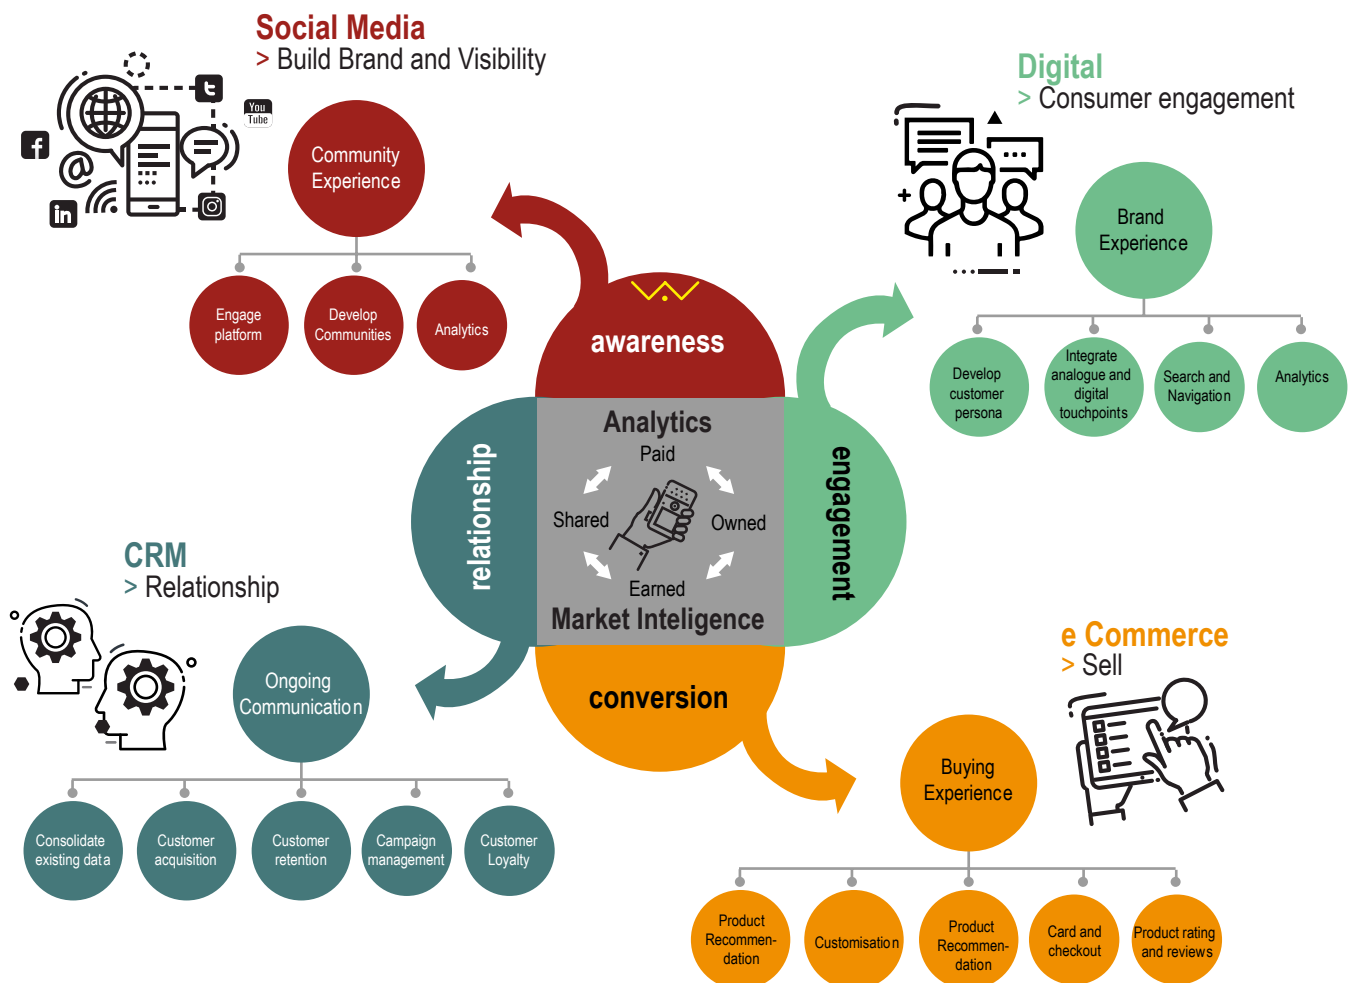 Social Media
> Build Brand and Visibility
You
Tube
Community
Experience
Engage
platform
Develop
Communities
Analytics
Digital
> Consumer engagement
Brand
Experience
Develop
customer
persona
Integrate
analogue and
digital
touchpoints
Search and
Navigation
Analytics
awareness
relationship
engagement
conversion
Analytics
Paid
Shared
Owned
Earned
Market Inteligence
CRM
> Relationship
Ongoing
Communication
Consolidate
existing data
Customer
acquisition
Customer
retention
Campaign
management
Customer
Loyalty
e Commerce
> Sell
Buying
Experience
Product
Recommen-
dation
Customisation
Product
Recommen-
dation
Card and
checkout
Product rating
and reviews
f
t
@
in